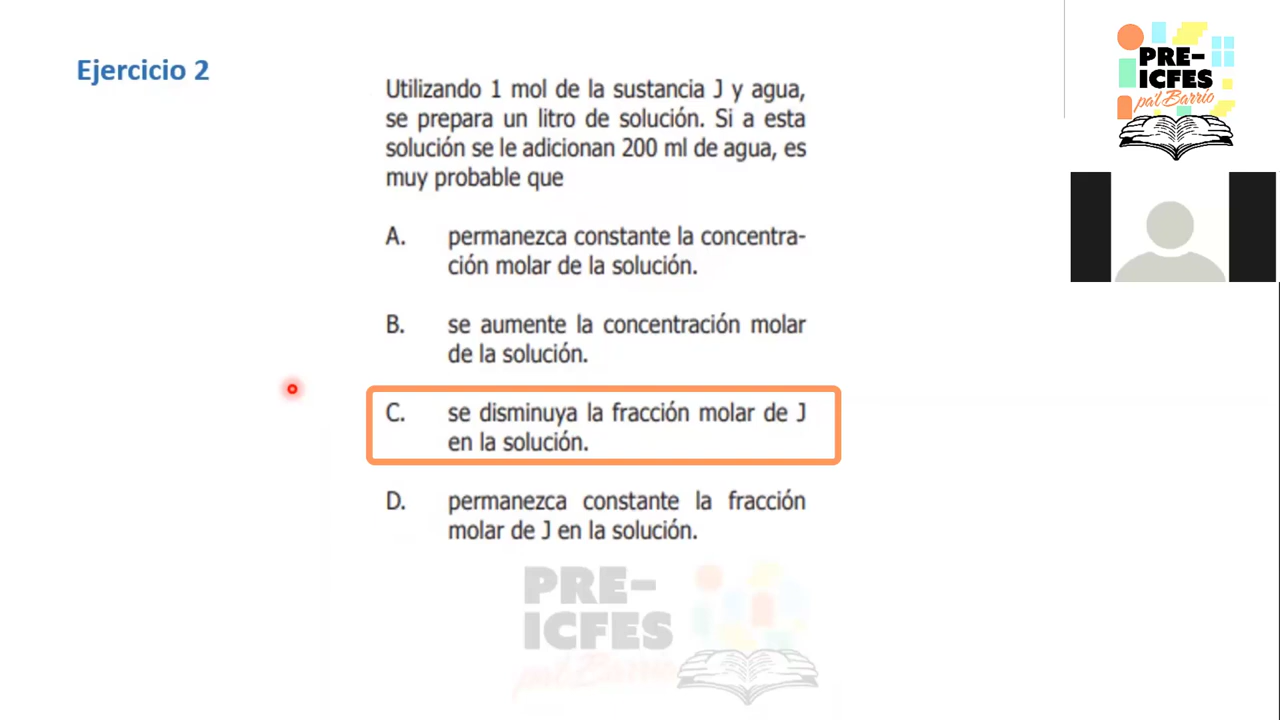 Ejercicio 2
PRE-
ICFES
pa'l Barrio
Utilizando 1 mol de la sustancia J y agua,
se prepara un litro de solución. Si a esta
solución se le adicionan 200 ml de agua, es
muy probable que
A. permanezca constante la concentra-
ción molar de la solución.
B. se aumente la concentración molar
de la solución.
C. se disminuya la fracción molar de J
en la solución.
D. permanezca constante la fracción
molar de J en la solución.
PRE-
ICFES
pa'l Barrio